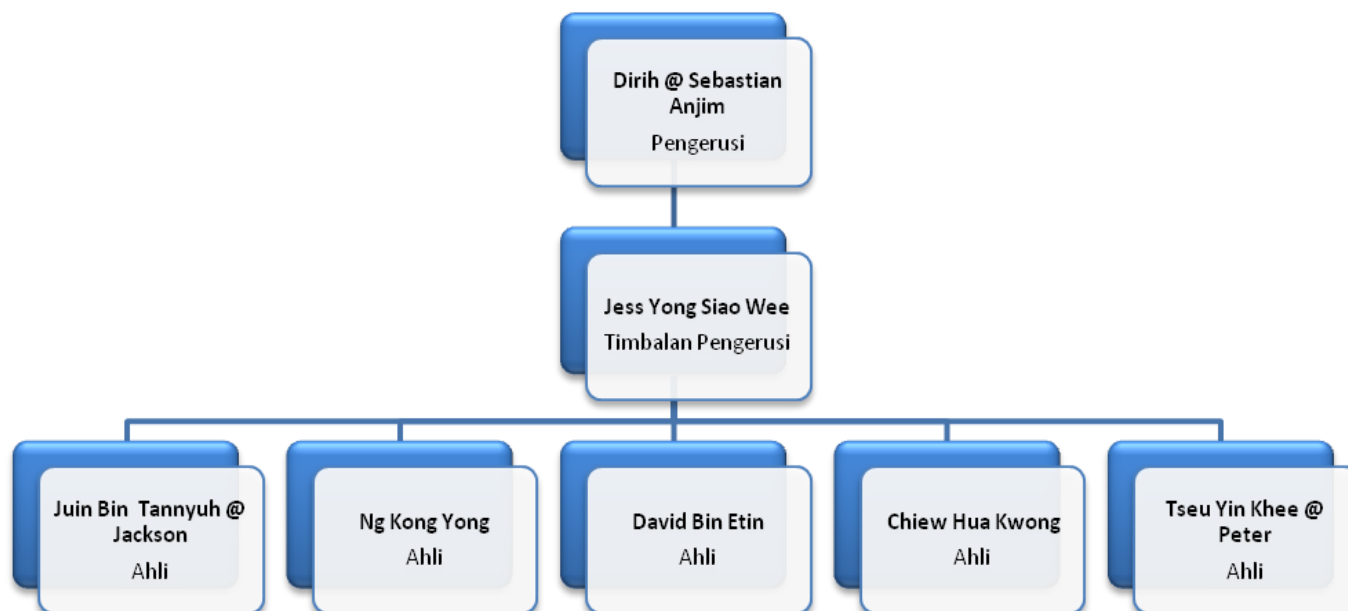 Dirih @ Sebastian
Anjim
Pengerusi
Jess Yong Siao Wee
Timbalan Pengerusi
Juin Bin  Tannyuh @
Jackson
Ahli
Ng Kong Yong
Ahli
David Bin Etin
Ahli
Chiew Hua Kwong
Ahli
Tseu Yin Khee @
Peter
Ahli